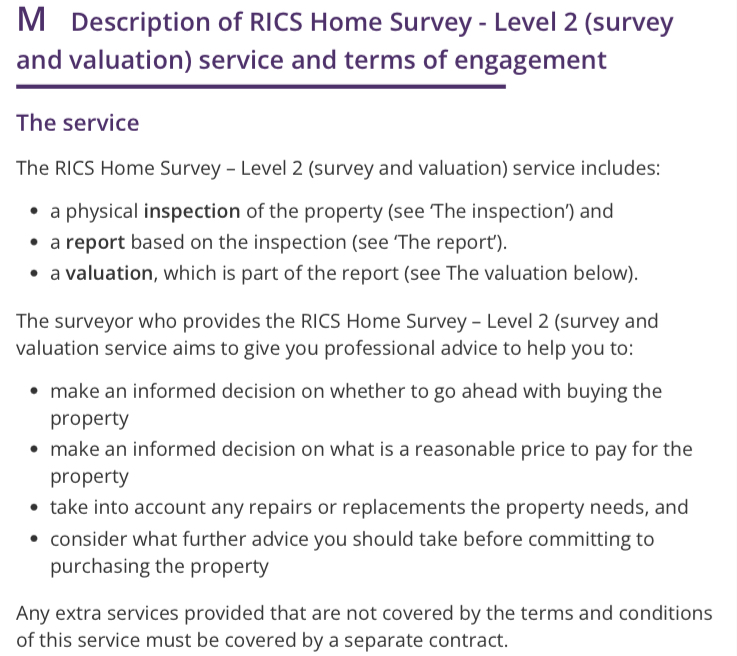 M Description of RICS Home Survey - Level 2 (survey
and valuation) service and terms of engagement
The service
The RICS Home Survey – Level 2 (survey and valuation) service includes:
• a physical inspection of the property (see ‘The inspection’) and
• a report based on the inspection (see ‘The report’).
• a valuation, which is part of the report (see The valuation below).
The surveyor who provides the RICS Home Survey – Level 2 (survey and
valuation service aims to give you professional advice to help you to:
• make an informed decision on whether to go ahead with buying the
property
• make an informed decision on what is a reasonable price to pay for the
property
• take into account any repairs or replacements the property needs, and
• consider what further advice you should take before committing to
purchasing the property
Any extra services provided that are not covered by the terms and conditions
of this service must be covered by a separate contract.